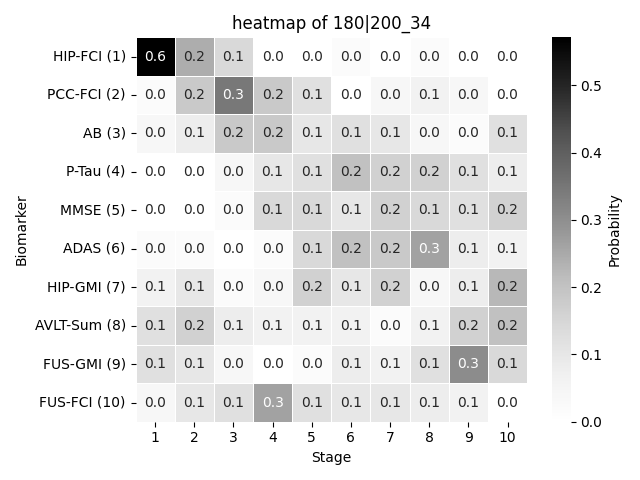 heatmap of 180|200_34
HIP-FCI (1) 0.6 0.2 0.1 0.0 0.0 0.0 0.0 0.0 0.0 0.0
PCC-FCI (2) 0.0 0.2 0.3 0.2 0.1 0.0 0.0 0.1 0.0 0.0
AB (3) 0.0 0.1 0.2 0.2 0.1 0.1 0.1 0.0 0.0 0.1
P-Tau (4) 0.0 0.0 0.0 0.1 0.1 0.2 0.2 0.2 0.1 0.1
MMSE (5) 0.0 0.0 0.0 0.1 0.1 0.1 0.2 0.1 0.1 0.2
ADAS (6) 0.0 0.0 0.0 0.0 0.1 0.2 0.2 0.3 0.1 0.1
HIP-GMI (7) 0.1 0.1 0.0 0.0 0.2 0.1 0.2 0.0 0.1 0.2
AVLT-Sum (8) 0.1 0.2 0.1 0.1 0.1 0.1 0.0 0.1 0.2 0.2
FUS-GMI (9) 0.1 0.1 0.0 0.0 0.0 0.1 0.1 0.1 0.3 0.1
FUS-FCI (10) 0.0 0.1 0.1 0.3 0.1 0.1 0.1 0.1 0.1 0.0
1 2 3 4 5 6 7 8 9 10
Stage
Biomarker
0.5
0.4
0.3
0.2
0.1
0.0
Probability